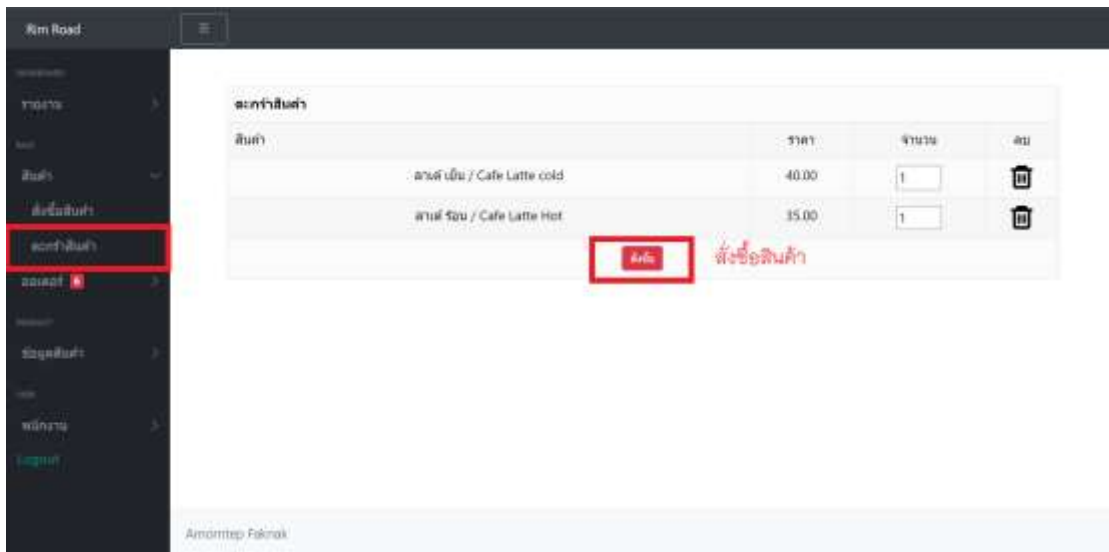 Rim Road
รายงาน
ตะกร้าสินค้า
สินค้า ราคา จำนวน ลบ
สินค้า
ลาเต้ เย็น / Cafe Latte cold 40.00 1
สั่งซื้อสินค้า
ลาเต้ ร้อน / Cafe Latte Hot 35.00 1
ตะกร้าสินค้า
สั่งซื้อ สั่งซื้อสินค้า
ออเดอร์ 6
ข้อมูลสินค้า
พนักงาน
Logout
Amorntep Faknak